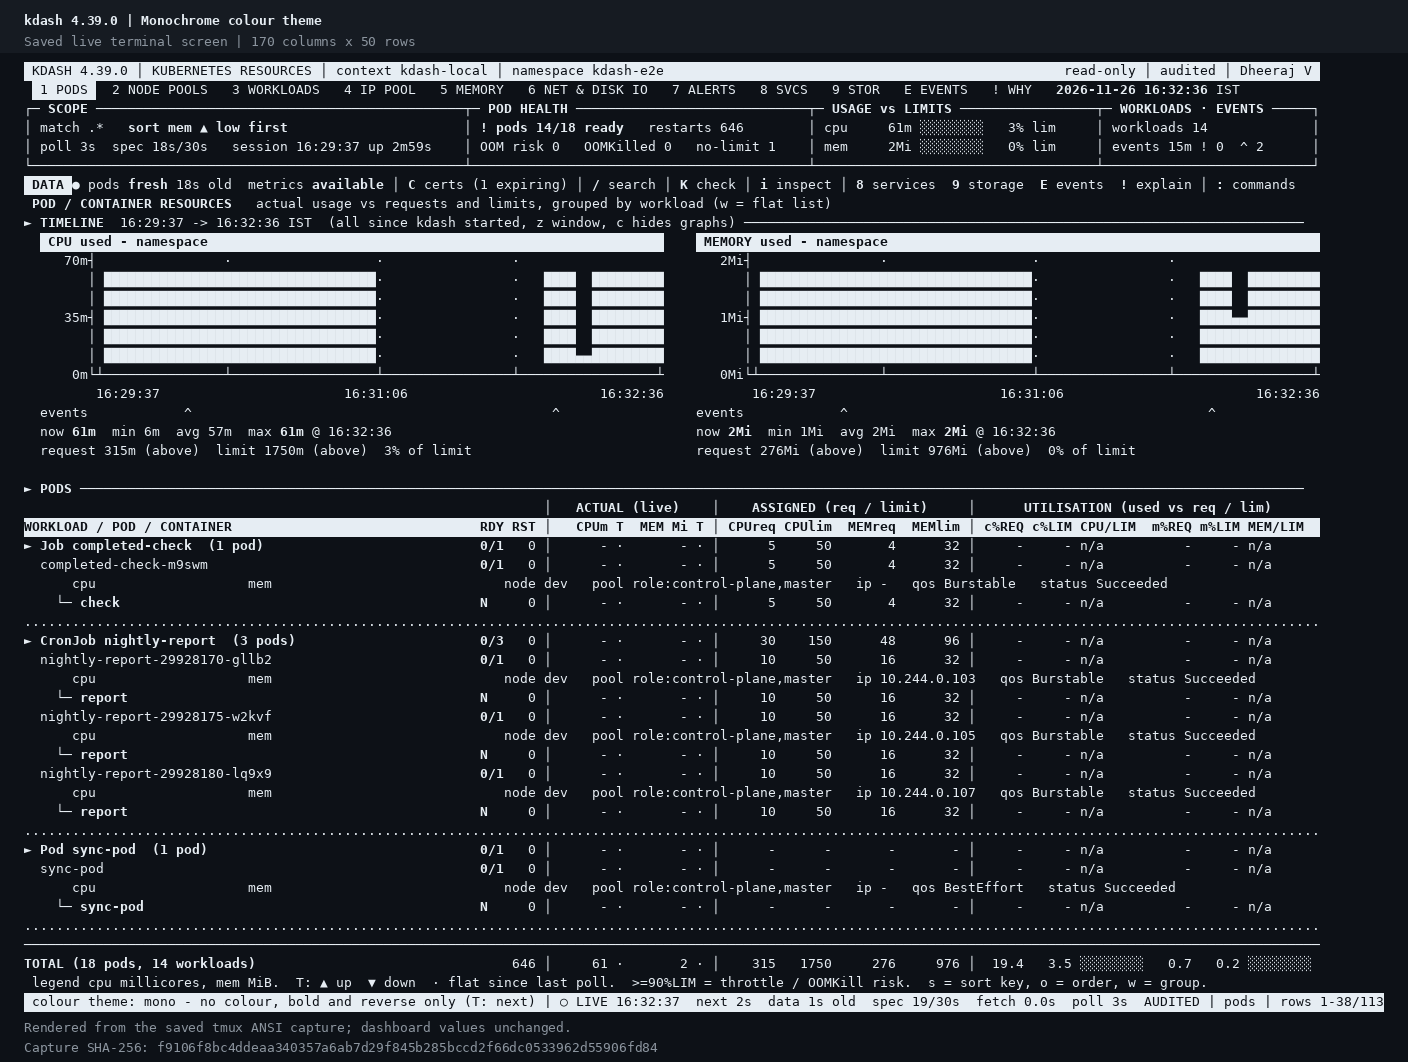 kdash 4.39.0 | Monochrome colour theme
Saved live terminal screen | 170 columns x 50 rows
KDASH 4.39.0 │ KUBERNETES RESOURCES │ context kdash-local │ namespace kdash-e2e read-only │ audited │ Dheeraj V
1 PODS 2 NODE POOLS 3 WORKLOADS 4 IP POOL 5 MEMORY 6 NET & DISK IO 7 ALERTS 8 SVCS 9 STOR E EVENTS ! WHY 2026-11-26 16:32:36 IST
SCOPE POD HEALTH USAGE vs LIMITS WORKLOADS · EVENTS
│ match .* sort mem ▲ low first │ ! pods 14/18 ready restarts 646 │ cpu 61m ░░░░░░░░ 3% lim │ workloads 14 │
│ poll 3s spec 18s/30s session 16:29:37 up 2m59s │ OOM risk 0 OOMKilled 0 no-limit 1 │ mem 2Mi ░░░░░░░░ 0% lim │ events 15m ! 0 ^ 2 │
DATA ● pods fresh 18s old metrics available │ C certs (1 expiring) │ / search │ K check │ i inspect │ 8 services 9 storage E events ! explain │ : commands
POD / CONTAINER RESOURCES actual usage vs requests and limits, grouped by workload (w = flat list)
► TIMELINE 16:29:37 -> 16:32:36 IST (all since kdash started, z window, c hides graphs)
CPU used - namespace MEMORY used - namespace
70m 2Mi
35m 1Mi
0m 0Mi
16:29:37 16:31:06 16:32:36 16:29:37 16:31:06 16:32:36
events ^ ^ events ^ ^
now 61m min 6m avg 57m max 61m @ 16:32:36 now 2Mi min 1Mi avg 2Mi max 2Mi @ 16:32:36
request 315m (above) limit 1750m (above) 3% of limit request 276Mi (above) limit 976Mi (above) 0% of limit
► PODS
│ ACTUAL (live) │ ASSIGNED (req / limit) │ UTILISATION (used vs req / lim)
WORKLOAD / POD / CONTAINER RDY RST │ CPUm T MEM Mi T │ CPUreq CPUlim MEMreq MEMlim │ c%REQ c%LIM CPU/LIM m%REQ m%LIM MEM/LIM
► Job completed-check (1 pod) 0/1 0 │ - · - · │ 5 50 4 32 │ - - n/a - - n/a
completed-check-m9swm 0/1 0 │ - · - · │ 5 50 4 32 │ - - n/a - - n/a
cpu mem node dev pool role:control-plane,master ip - qos Burstable status Succeeded
└─ check N 0 │ - · - · │ 5 50 4 32 │ - - n/a - - n/a
► CronJob nightly-report (3 pods) 0/3 0 │ - · - · │ 30 150 48 96 │ - - n/a - - n/a
nightly-report-29928170-gllb2 0/1 0 │ - · - · │ 10 50 16 32 │ - - n/a - - n/a
cpu mem node dev pool role:control-plane,master ip 10.244.0.103 qos Burstable status Succeeded
└─ report N 0 │ - · - · │ 10 50 16 32 │ - - n/a - - n/a
nightly-report-29928175-w2kvf 0/1 0 │ - · - · │ 10 50 16 32 │ - - n/a - - n/a
cpu mem node dev pool role:control-plane,master ip 10.244.0.105 qos Burstable status Succeeded
└─ report N 0 │ - · - · │ 10 50 16 32 │ - - n/a - - n/a
nightly-report-29928180-lq9x9 0/1 0 │ - · - · │ 10 50 16 32 │ - - n/a - - n/a
cpu mem node dev pool role:control-plane,master ip 10.244.0.107 qos Burstable status Succeeded
└─ report N 0 │ - · - · │ 10 50 16 32 │ - - n/a - - n/a
► Pod sync-pod (1 pod) 0/1 0 │ - · - · │ - - - - │ - - n/a - - n/a
sync-pod 0/1 0 │ - · - · │ - - - - │ - - n/a - - n/a
cpu mem node dev pool role:control-plane,master ip - qos BestEffort status Succeeded
└─ sync-pod N 0 │ - · - · │ - - - - │ - - n/a - - n/a
TOTAL (18 pods, 14 workloads) 646 │ 61 · 2 · │ 315 1750 276 976 │ 19.4 3.5 ░░░░░░░░ 0.7 0.2 ░░░░░░░░
legend cpu millicores, mem MiB. T: ▲ up ▼ down · flat since last poll. >=90%LIM = throttle / OOMKill risk. s = sort key, o = order, w = group.
colour theme: mono - no colour, bold and reverse only (T: next) | ○ LIVE 16:32:37 next 2s data 1s old spec 19/30s fetch 0.0s poll 3s AUDITED | pods | rows 1-38/113
Rendered from the saved tmux ANSI capture; dashboard values unchanged.
Capture SHA-256: f9106f8bc4ddeaa340357a6ab7d29f845b285bccd2f66dc0533962d55906fd84